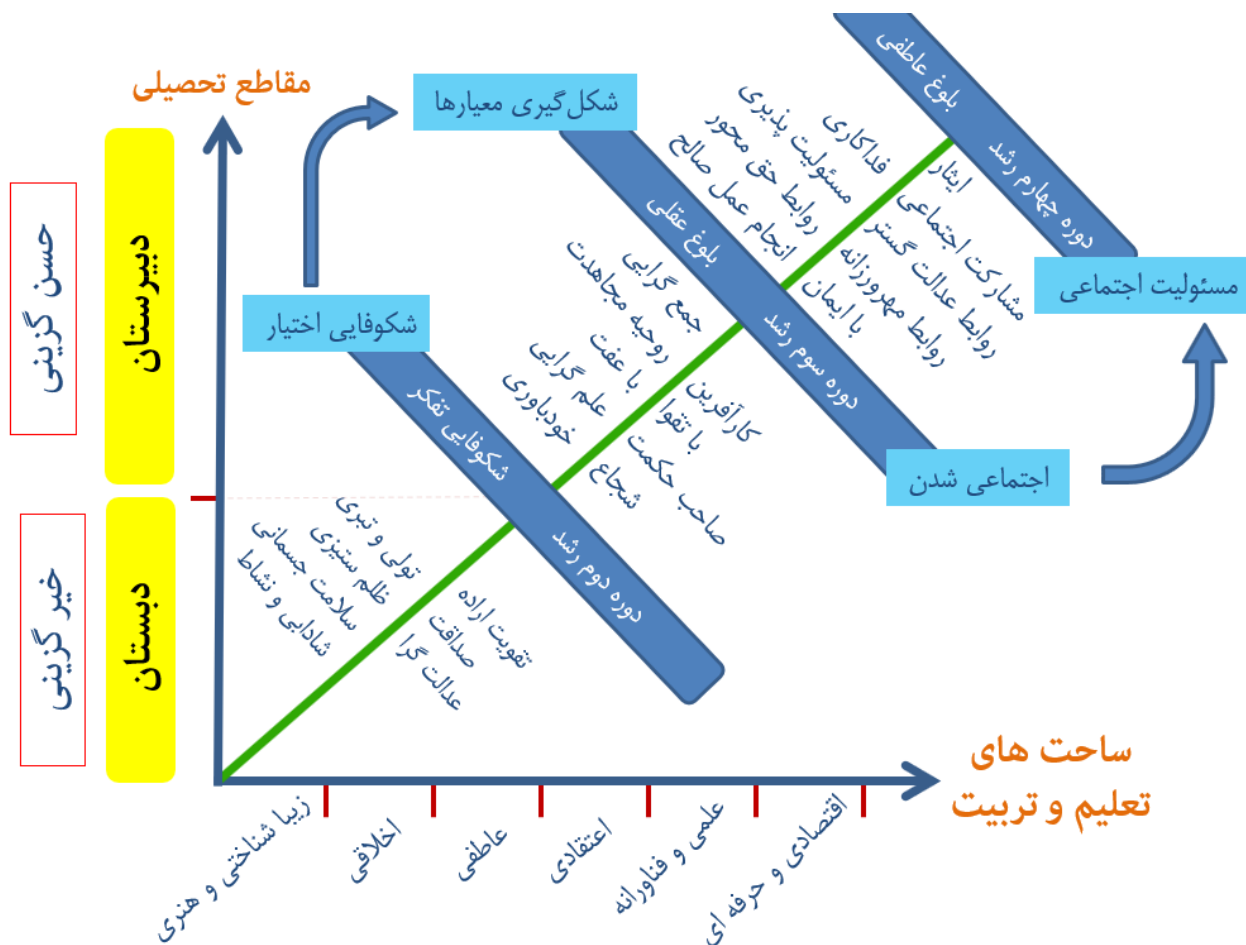 مقاطع تحصیلی
شکل‌گیری معیارها
بلوغ عاطفی
دوره چهارم رشد
مسئولیت اجتماعی
اجتماعی شدن
بلوغ عقلی
دوره سوم رشد
شکوفایی اختیار
شکوفایی تفکر
دوره دوم رشد
حسن گزینی
دبیرستان
خیر گزینی
دبستان
فداکاری
مسئولیت پذیری
روابط حق محور
انجام عمل صالح
ایثار
مشارکت اجتماعی
روابط عدالت گستر
روابط مهروزرانه
با ایمان
جمع گرایی
روحیه مجاهدت
با عفت
علم گرایی
خودباوری
کارآفرین
با تقوا
صاحب حکمت
شجاع
تولی و تبری
ظلم ستیزی
سلامت جسمانی
شادابی و نشاط
تقویت اراده
صداقت
عدالت گرا
ساحت های
تعلیم و تربیت
زیبا شناختی و هنری
اخلاقی
عاطفی
اعتقادی
علمی و فناورانه
اقتصادی و حرفه ای